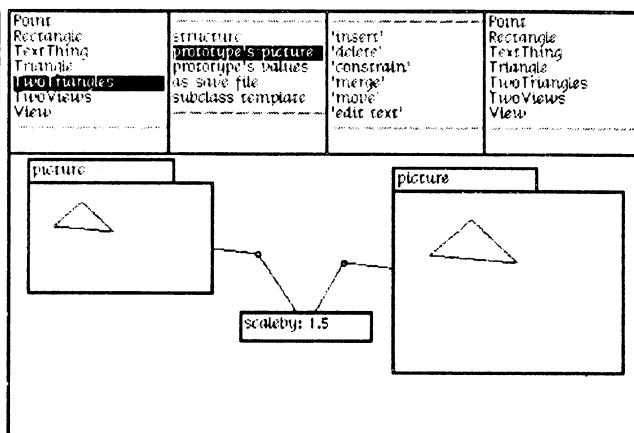 Point
Rectangle
TextThing
Triangle
TwoTriangles
TwoViews
View
structure
prototype's picture
prototype's values
as save file
subclass template
'insert'
'delete'
'constrain'
'merge'
'move'
'edit text'
Point
Rectangle
TextThing
Triangle
TwoTriangles
TwoViews
View
picture
picture
scaleby: 1.5